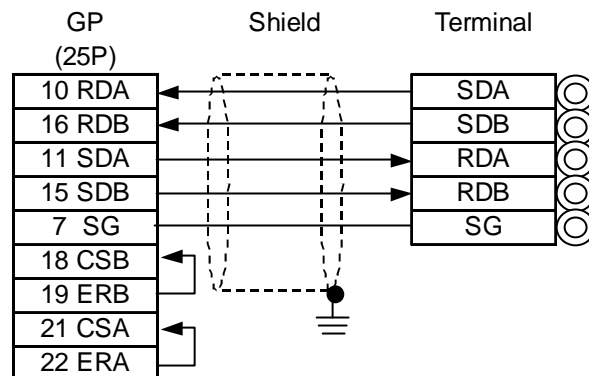 GP Shield Terminal
(25P)
10 RDA SDA
16 RDB SDB
11 SDA RDA
15 SDB RDB
7 SG SG
18 CSB
19 ERB
21 CSA
22 ERA